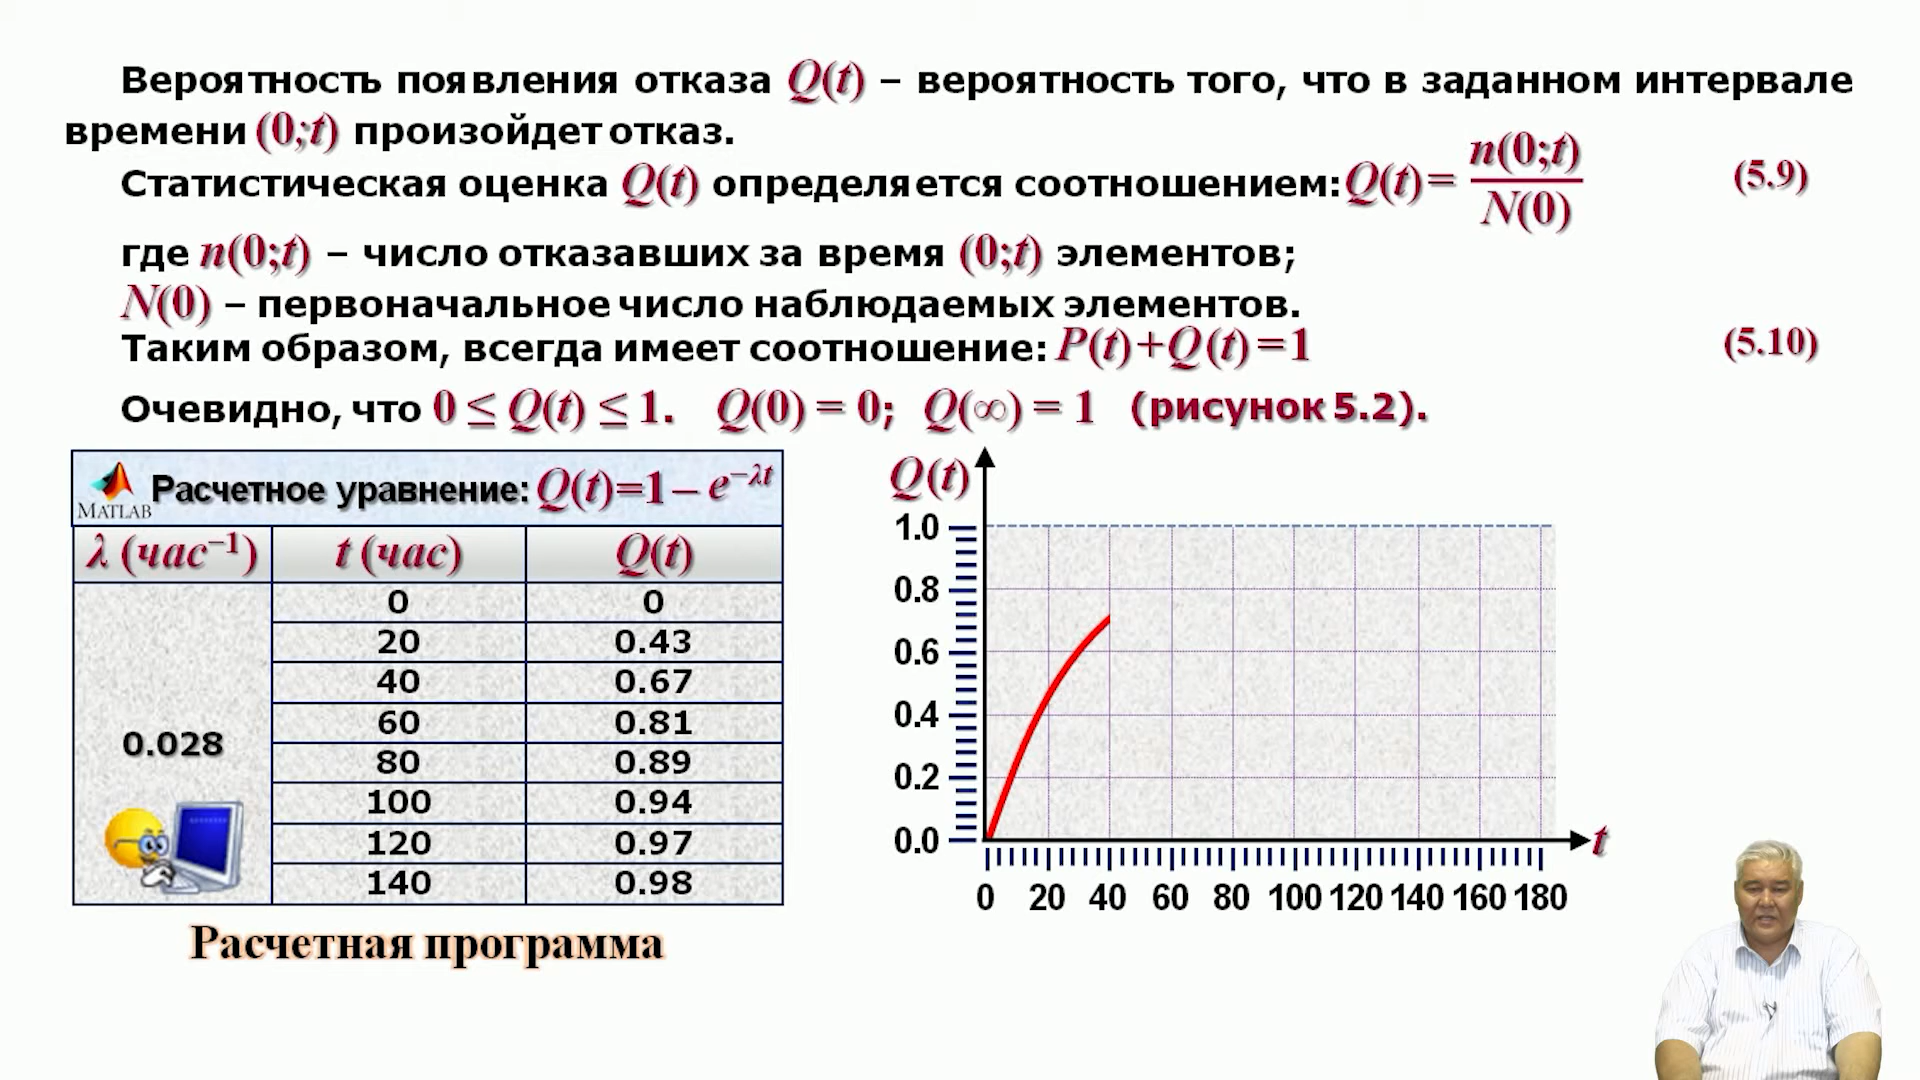 Вероятность появления отказа Q(t) – вероятность того, что в заданном интервале
времени (0;t) произойдет отказ.
Статистическая оценка Q(t) определяется соотношением: Q(t) = n(0;t) / N(0) (5.9)
где n(0;t) – число отказавших за время (0;t) элементов;
N(0) – первоначальное число наблюдаемых элементов.
Таким образом, всегда имеет соотношение: P(t)+Q(t)=1 (5.10)
Очевидно, что 0 ≤ Q(t) ≤ 1. Q(0) = 0; Q(∞) = 1 (рисунок 5.2).
MATLAB Расчетное уравнение: Q(t)=1–e^−λt
λ (час⁻¹) t (час) Q(t)
0 0
20 0.43
40 0.67
60 0.81
0.028
80 0.89
100 0.94
120 0.97
140 0.98
Расчетная программа
Q(t)
1.0
0.8
0.6
0.4
0.2
0.0
t
0 20 40 60 80 100 120 140 160 180